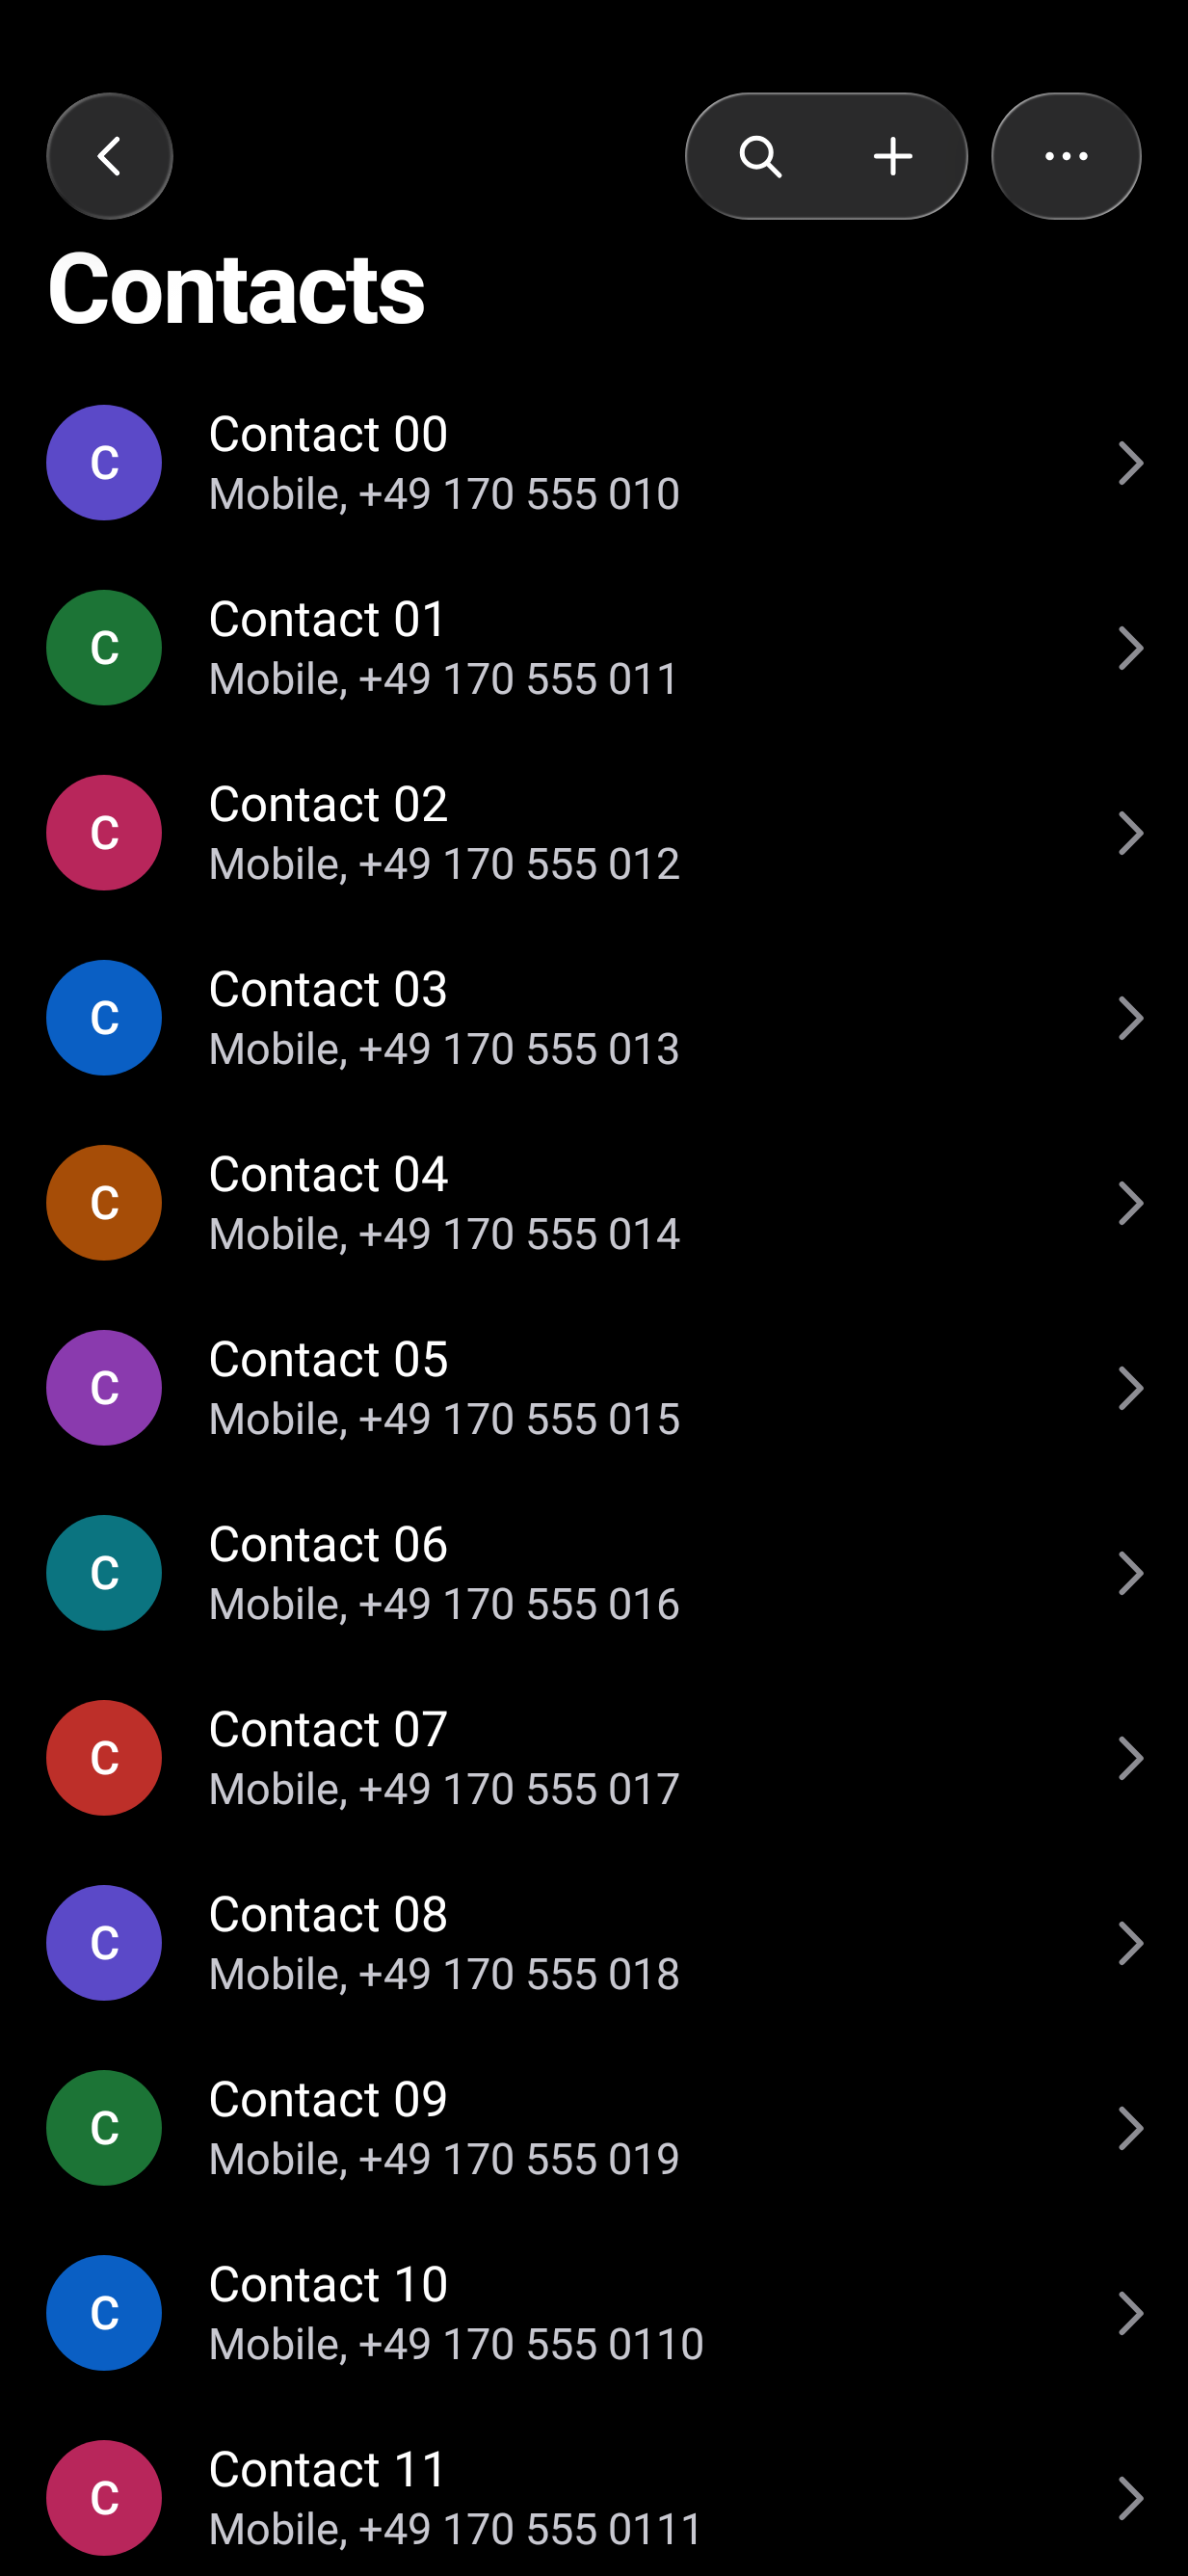 Contacts
C
Contact 00
Mobile, +49 170 555 010
C
Contact 01
Mobile, +49 170 555 011
C
Contact 02
Mobile, +49 170 555 012
C
Contact 03
Mobile, +49 170 555 013
C
Contact 04
Mobile, +49 170 555 014
C
Contact 05
Mobile, +49 170 555 015
C
Contact 06
Mobile, +49 170 555 016
C
Contact 07
Mobile, +49 170 555 017
C
Contact 08
Mobile, +49 170 555 018
C
Contact 09
Mobile, +49 170 555 019
C
Contact 10
Mobile, +49 170 555 0110
C
Contact 11
Mobile, +49 170 555 0111